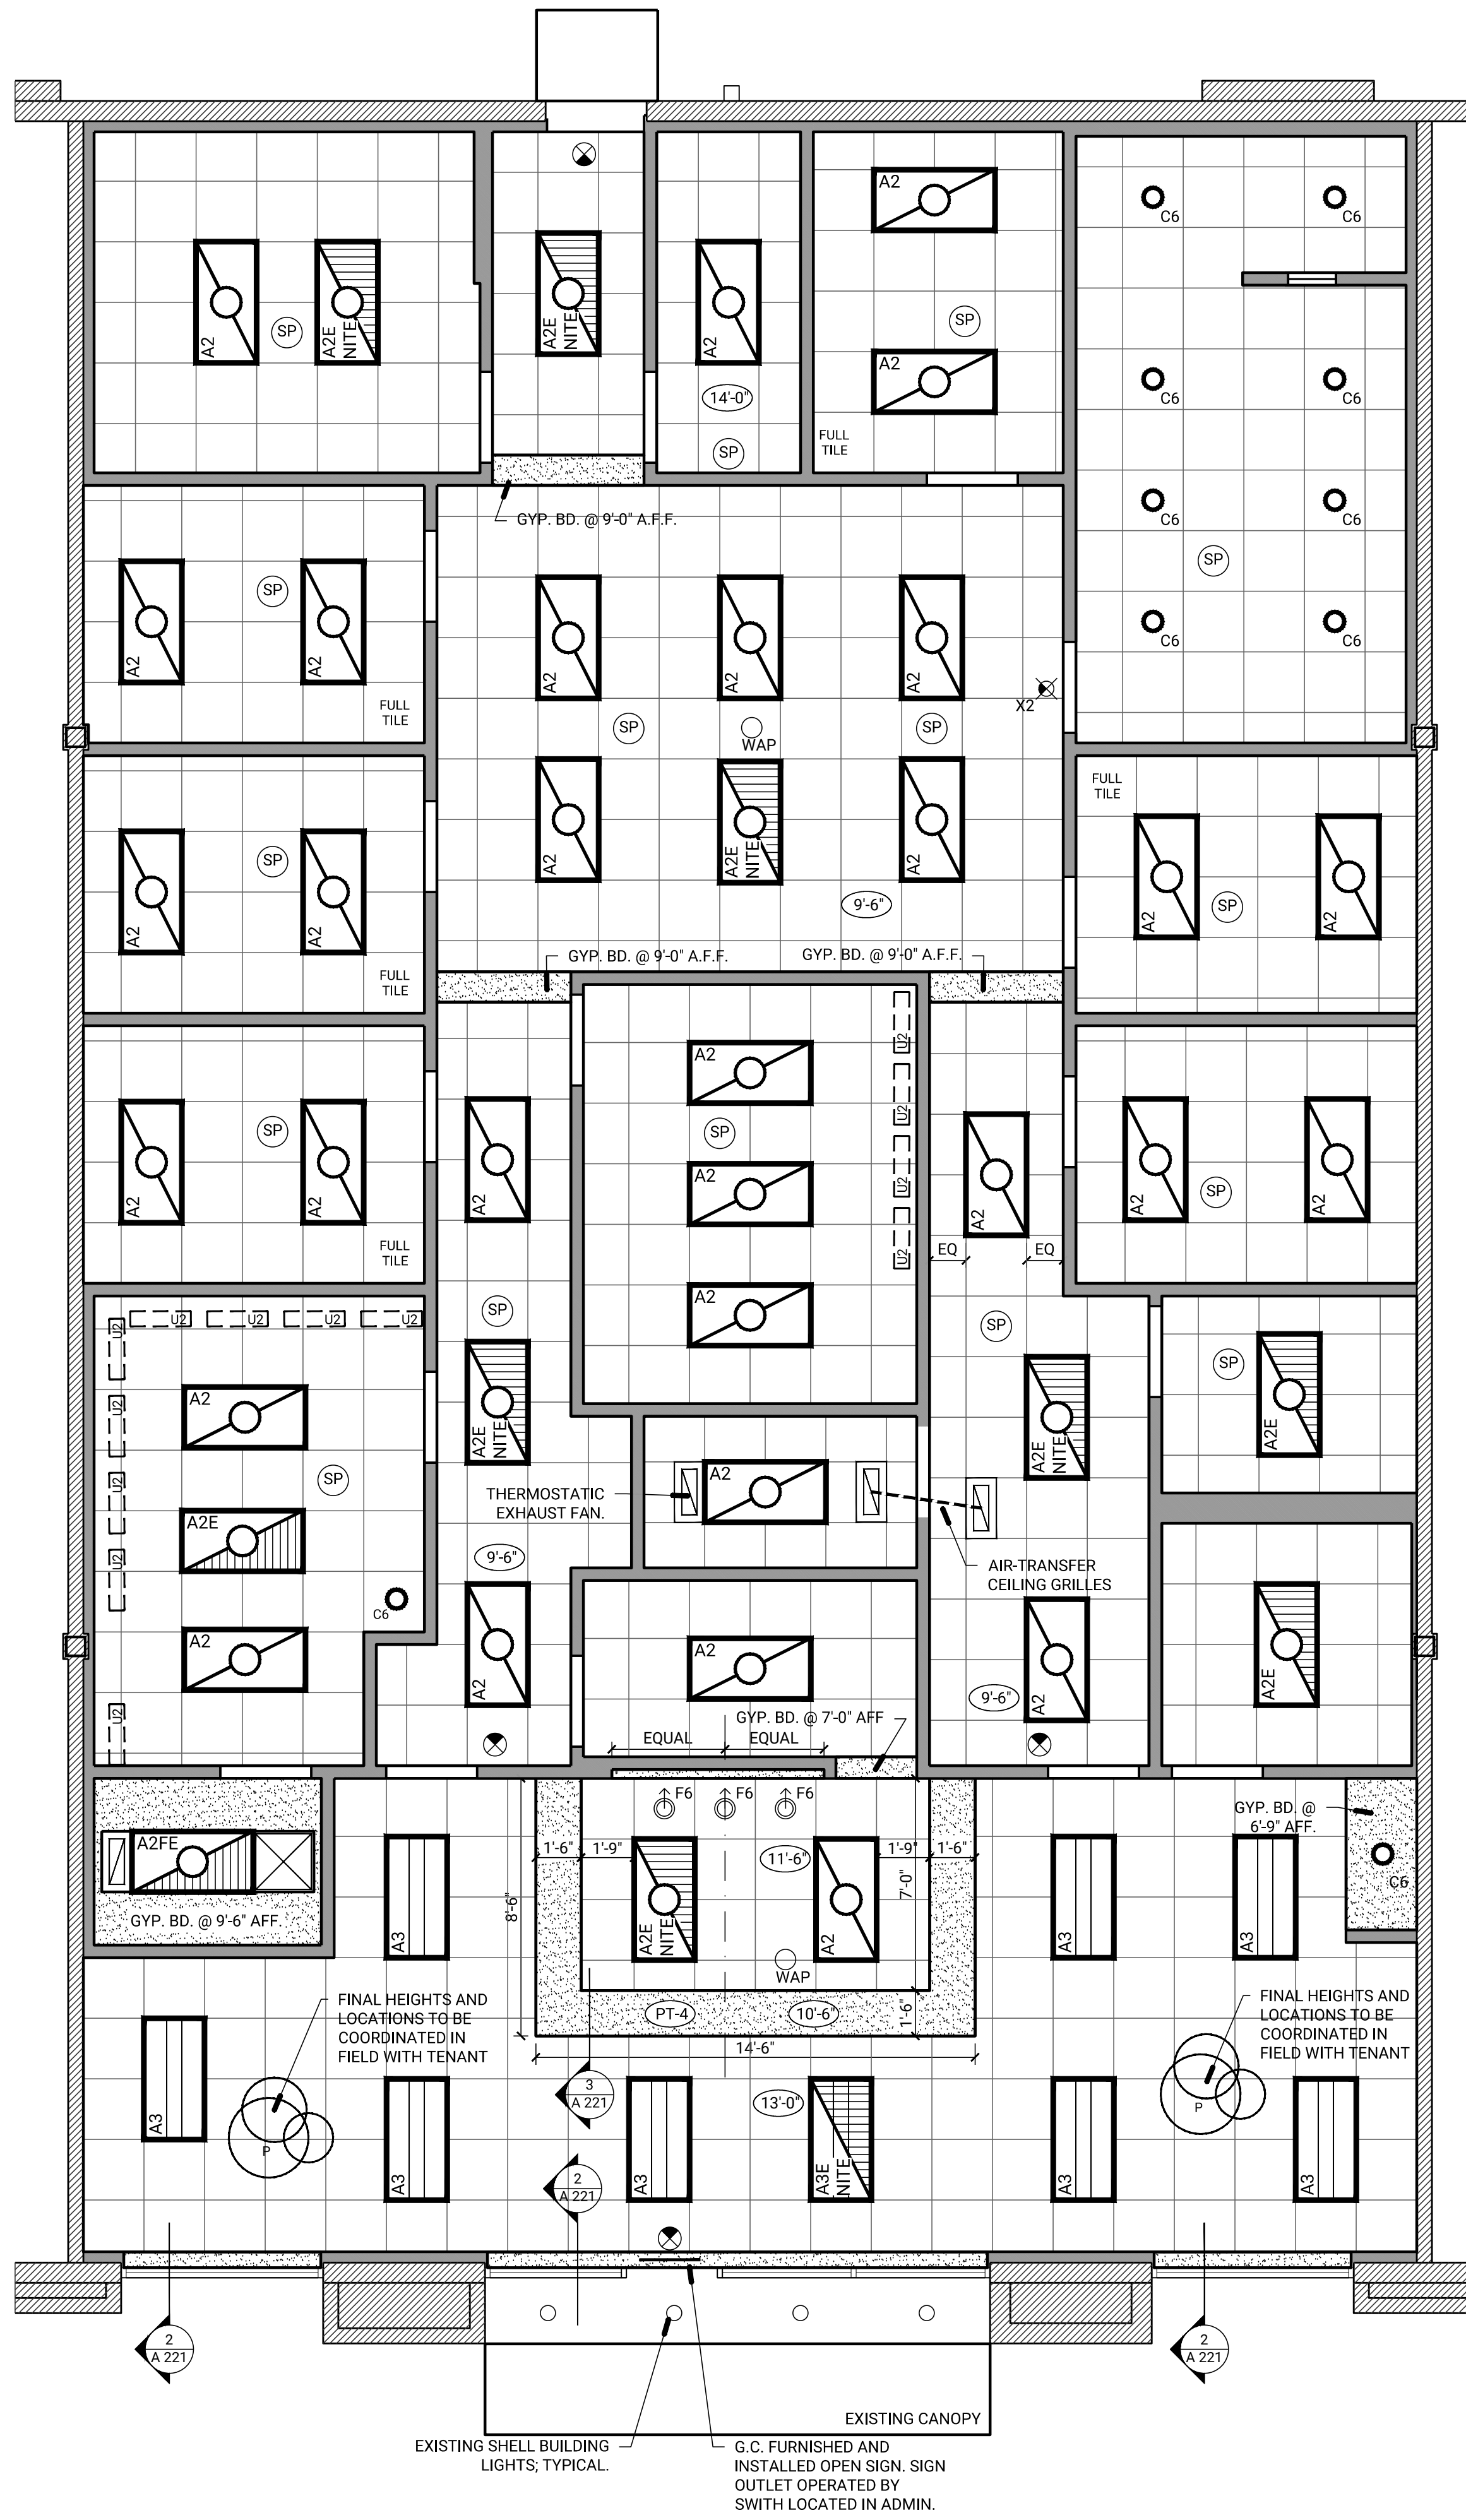 A2
C6
C6
A2
SP
A2E
NITE
A2E
NITE
A2
SP
A2
14'-0"
SP
FULL
TILE
C6
C6
GYP. BD. @ 9'-0" A.F.F.
C6
C6
SP
A2
SP
A2
FULL
TILE
A2
A2
A2
C6
C6
X2
SP
WAP
SP
A2
A2E
NITE
A2
9'-6"
FULL
TILE
A2
SP
A2
A2
SP
A2
FULL
TILE
GYP. BD. @ 9'-0" A.F.F.
GYP. BD. @ 9'-0" A.F.F.
A2
SP
A2
FULL
TILE
A2
A2
SP
A2
A2
U2
U2
U2
U2
A2
EQ
EQ
A2
SP
A2
U2
U2
U2
U2
U2
U2
U2
U2
U2
A2
SP
A2E
A2
C6
SP
A2E
NITE
9'-6"
A2
THERMOSTATIC
EXHAUST FAN.
A2
SP
A2E
NITE
AIR-TRANSFER
CEILING GRILLES
SP
A2E
A2
9'-6"
A2
A2E
GYP. BD. @ 7'-0" AFF
EQUAL
EQUAL
F6
F6
F6
A2FE
GYP. BD. @ 9'-6" AFF.
A3
8'-6"
1'-6"
1'-9"
11'-6"
1'-9"
1'-6"
7'-0"
A2E
NITE
A2
WAP
PT-4
10'-6"
1'-6"
14'-6"
A3
A3
GYP. BD. @
6'-9" AFF.
C6
FINAL HEIGHTS AND
LOCATIONS TO BE
COORDINATED IN
FIELD WITH TENANT
FINAL HEIGHTS AND
LOCATIONS TO BE
COORDINATED IN
FIELD WITH TENANT
A3
P
A3
3
A 221
13'-0"
A3
A3E
NITE
A3
P
A3
2
A 221
2
A 221
2
A 221
EXISTING CANOPY
EXISTING SHELL BUILDING
LIGHTS; TYPICAL.
G.C. FURNISHED AND
INSTALLED OPEN SIGN. SIGN
OUTLET OPERATED BY
SWITH LOCATED IN ADMIN.